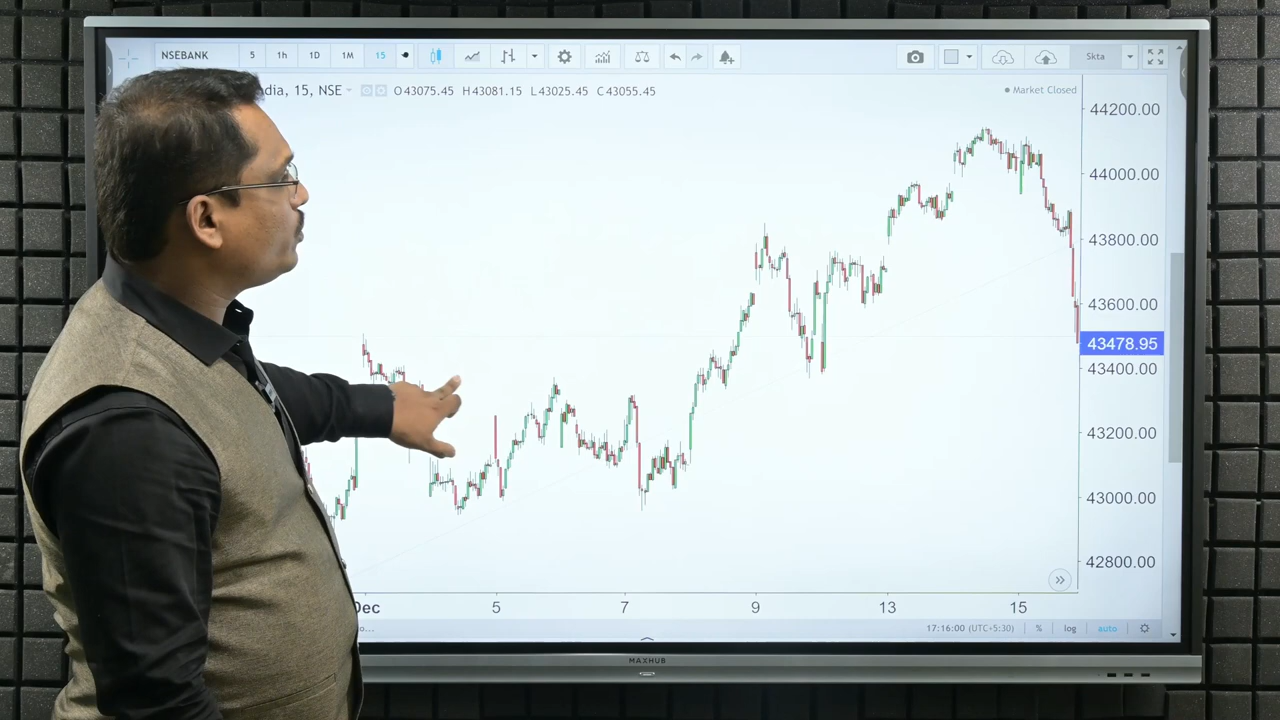 NSEBANK 5 1h 1D 1M 15 Skta
dia, 15, NSE O43075.45 H43081.15 L43025.45 C43055.45 Market Closed
44200.00
44000.00
43800.00
43600.00
43478.95
43400.00
43200.00
43000.00
42800.00
Dec 5 7 9 13 15
o... 17:16:00 (UTC+5:30) % log auto
MAXHUB